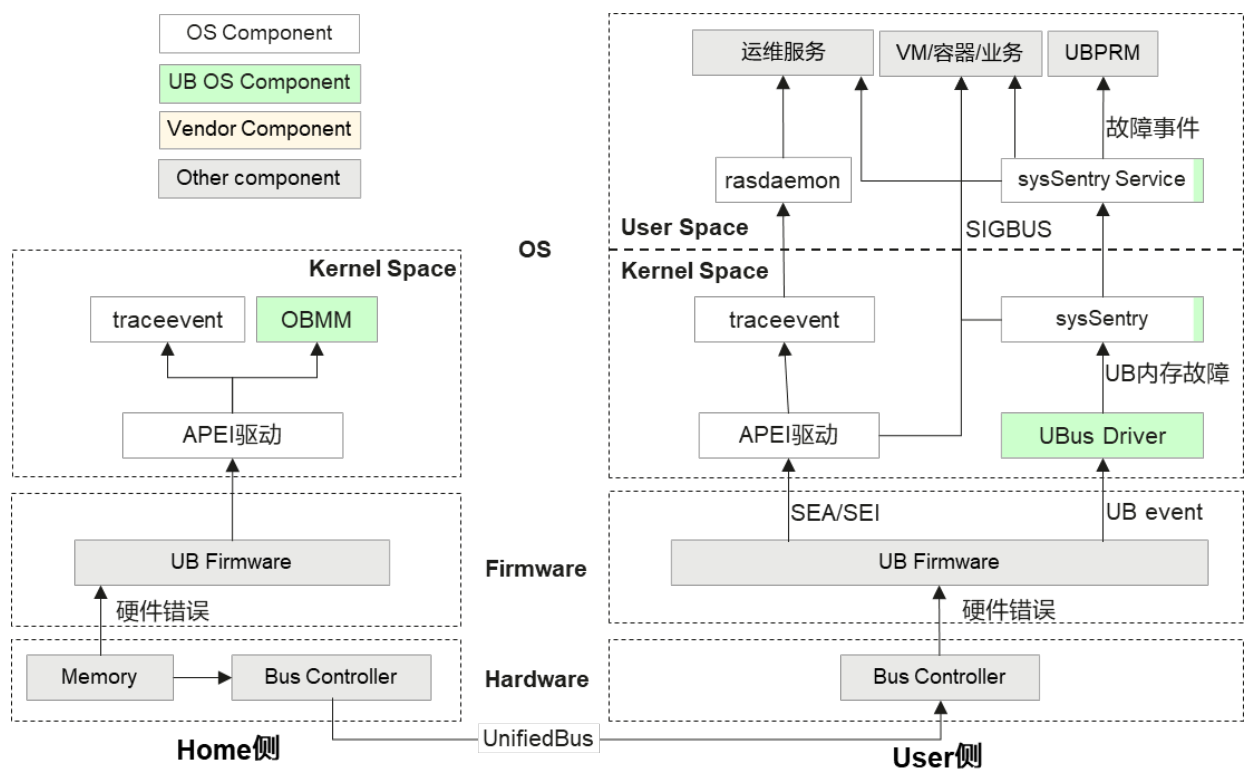 OS Component
UB OS Component
Vendor Component
Other component
运维服务
VM/容器/业务
UBPRM
故障事件
rasdaemon
sysSentry Service
User Space
SIGBUS
OS
Kernel Space
Kernel Space
traceevent
OBMM
traceevent
sysSentry
UB内存故障
APEI驱动
APEI驱动
UBus Driver
SEA/SEI
UB event
UB Firmware
Firmware
UB Firmware
硬件错误
硬件错误
Memory
Bus Controller
Hardware
Bus Controller
UnifiedBus
Home侧
User侧